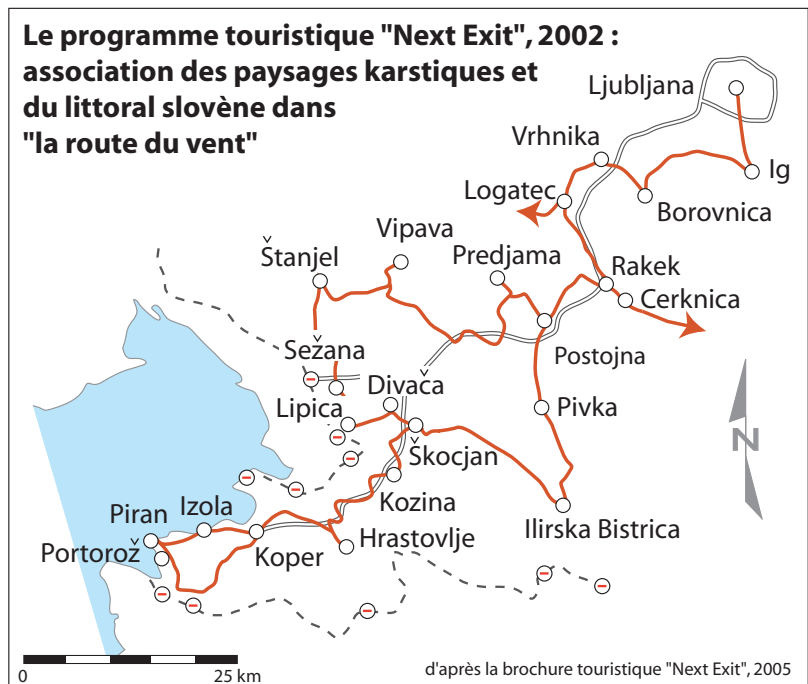 Le programme touristique "Next Exit", 2002 :
association des paysages karstiques et
du littoral slovène dans
"la route du vent"
Ljubljana
Vrhnika
Ig
Logatec
Borovnica
Vipava
Štanjel
Predjama
Rakek
Cerknica
Sežana
Postojna
Divača
Lipica
Pivka
Škocjan
Kozina
Izola
Piran
Ilirska Bistrica
Koper
Hrastovlje
Portorož
N
0
25 km
d'après la brochure touristique "Next Exit", 2005